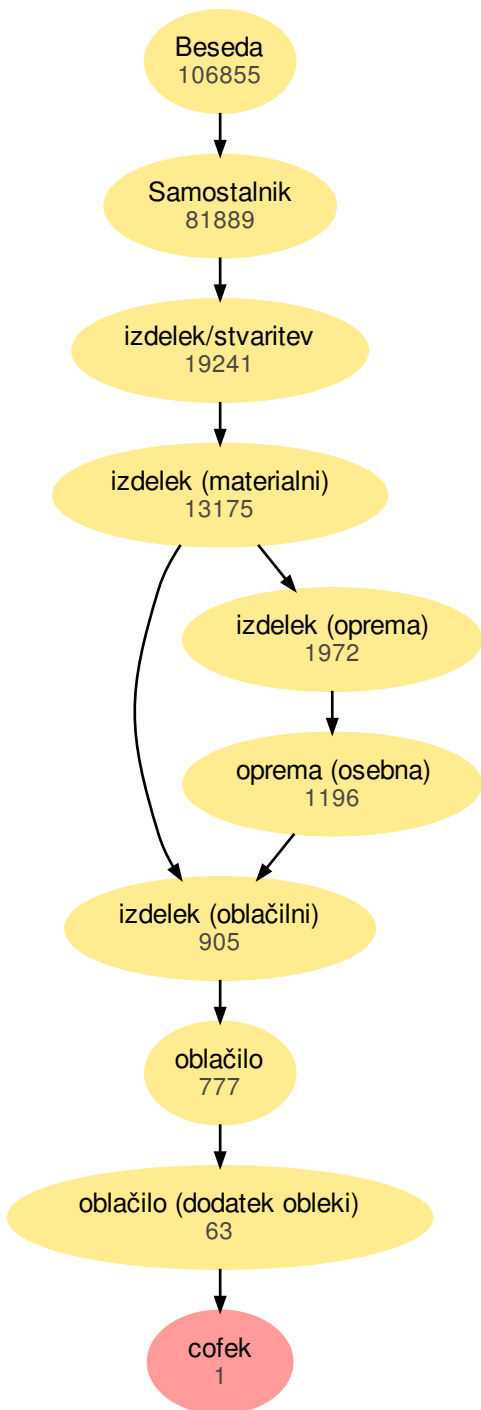 Beseda
106855
Samostalnik
81889
izdelek/stvaritev
19241
izdelek (materialni)
13175
izdelek (oprema)
1972
oprema (osebna)
1196
izdelek (oblačilni)
905
oblačilo
777
oblačilo (dodatek obleki)
63
cofek
1